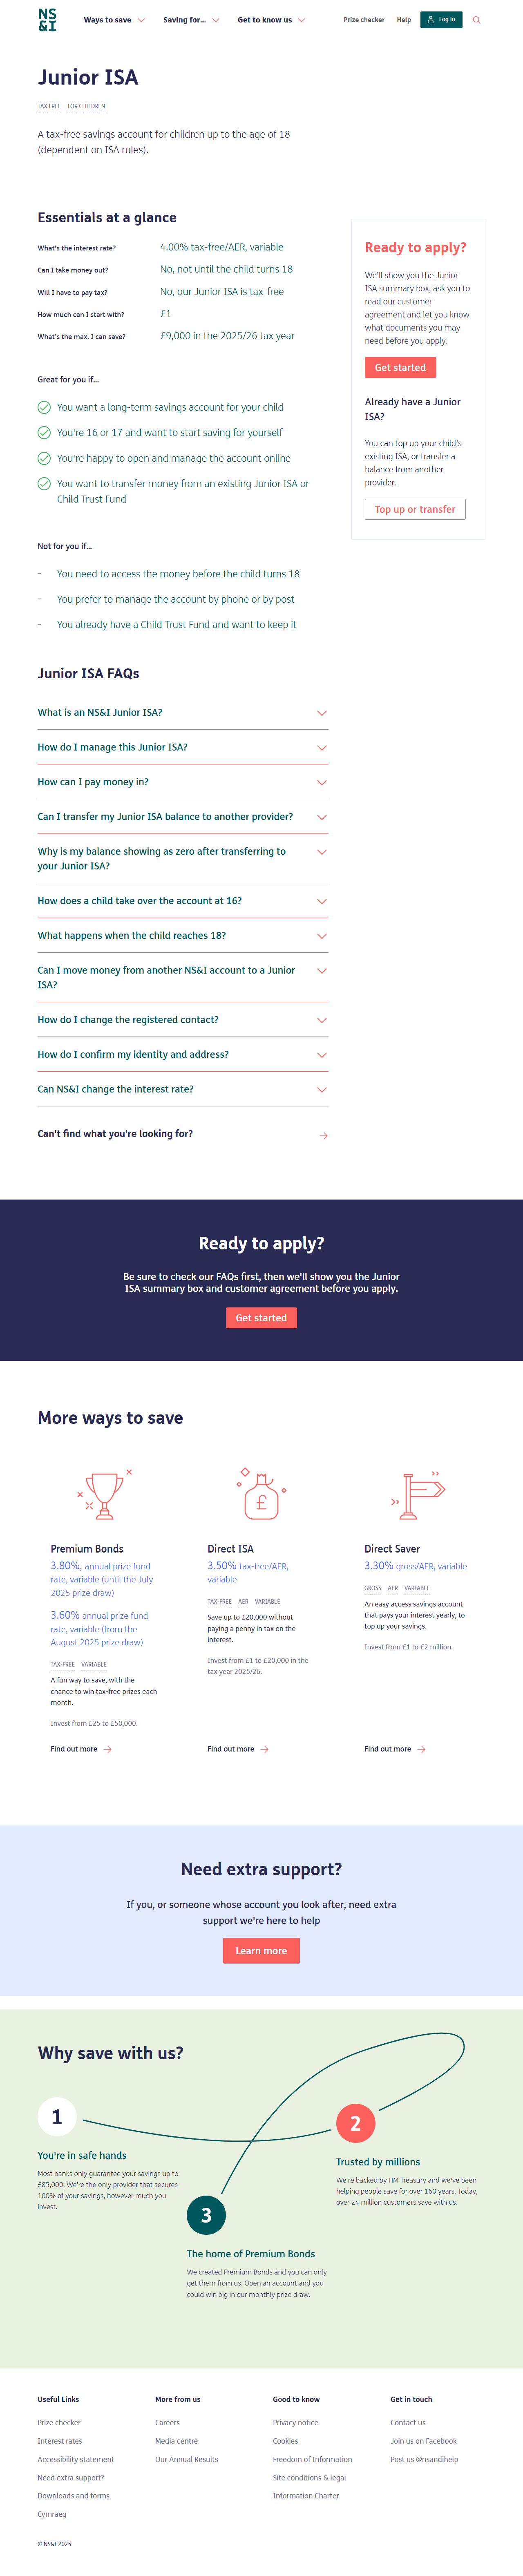 NS
&I
Ways to save
Saving for...
Get to know us
Prize checker
Help
Log in
Junior ISA
TAX FREE
FOR CHILDREN
A tax-free savings account for children up to the age of 18
(dependent on ISA rules).
Essentials at a glance
What's the interest rate?
4.00% tax-free/AER, variable
Can I take money out?
No, not until the child turns 18
Will I have to pay tax?
No, our Junior ISA is tax-free
How much can I start with?
£1
What's the max. I can save?
£9,000 in the 2025/26 tax year
Great for you if...
You want a long-term savings account for your child
You're 16 or 17 and want to start saving for yourself
You're happy to open and manage the account online
You want to transfer money from an existing Junior ISA or
Child Trust Fund
Not for you if...
- You need to access the money before the child turns 18
- You prefer to manage the account by phone or by post
- You already have a Child Trust Fund and want to keep it
Ready to apply?
We'll show you the Junior
ISA summary box, ask you to
read our customer
agreement and let you know
what documents you may
need before you apply.
Get started
Already have a Junior
ISA?
You can top up your child's
existing ISA, or transfer a
balance from another
provider.
Top up or transfer
Junior ISA FAQs
What is an NS&I Junior ISA?
How do I manage this Junior ISA?
How can I pay money in?
Can I transfer my Junior ISA balance to another provider?
Why is my balance showing as zero after transferring to
your Junior ISA?
How does a child take over the account at 16?
What happens when the child reaches 18?
Can I move money from another NS&I account to a Junior
ISA?
How do I change the registered contact?
How do I confirm my identity and address?
Can NS&I change the interest rate?
Can't find what you're looking for?
Ready to apply?
Be sure to check our FAQs first, then we'll show you the Junior
ISA summary box and customer agreement before you apply.
Get started
More ways to save
£
Premium Bonds
3.80%, annual prize fund
rate, variable (until the July
2025 prize draw)
3.60% annual prize fund
rate, variable (from the
August 2025 prize draw)
TAX-FREE
VARIABLE
A fun way to save, with the
chance to win tax-free prizes each
month.
Invest from £25 to £50,000.
Find out more
Direct ISA
3.50% tax-free/AER,
variable
TAX-FREE
AER
VARIABLE
Save up to £20,000 without
paying a penny in tax on the
interest.
Invest from £1 to £20,000 in the
tax year 2025/26.
Find out more
Direct Saver
3.30% gross/AER, variable
GROSS
AER
VARIABLE
An easy access savings account
that pays your interest yearly, to
top up your savings.
Invest from £1 to £2 million.
Find out more
Need extra support?
If you, or someone whose account you look after, need extra
support we're here to help
Learn more
Why save with us?
1
You're in safe hands
Most banks only guarantee your savings up to
£85,000. We're the only provider that secures
100% of your savings, however much you
invest.
2
Trusted by millions
We're backed by HM Treasury and we've been
helping people save for over 160 years. Today,
over 24 million customers save with us.
3
The home of Premium Bonds
We created Premium Bonds and you can only
get them from us. Open an account and you
could win big in our monthly prize draw.
Useful Links
Prize checker
Interest rates
Accessibility statement
Need extra support?
Downloads and forms
Cymraeg
More from us
Careers
Media centre
Our Annual Results
Good to know
Privacy notice
Cookies
Freedom of Information
Site conditions & legal
Information Charter
Get in touch
Contact us
Join us on Facebook
Post us @nsandihelp
© NS&I 2025